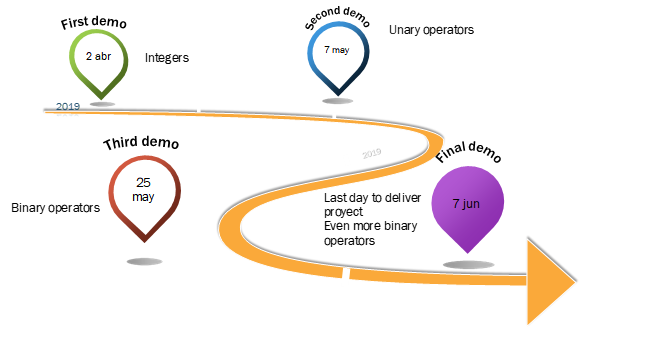 First demo
2 abr
Integers
Second demo
7 may
Unary operators
2019
2019
Third demo
25
may
Binary operators
Final demo
7 jun
Last day to deliver
proyect
Even more binary
operators